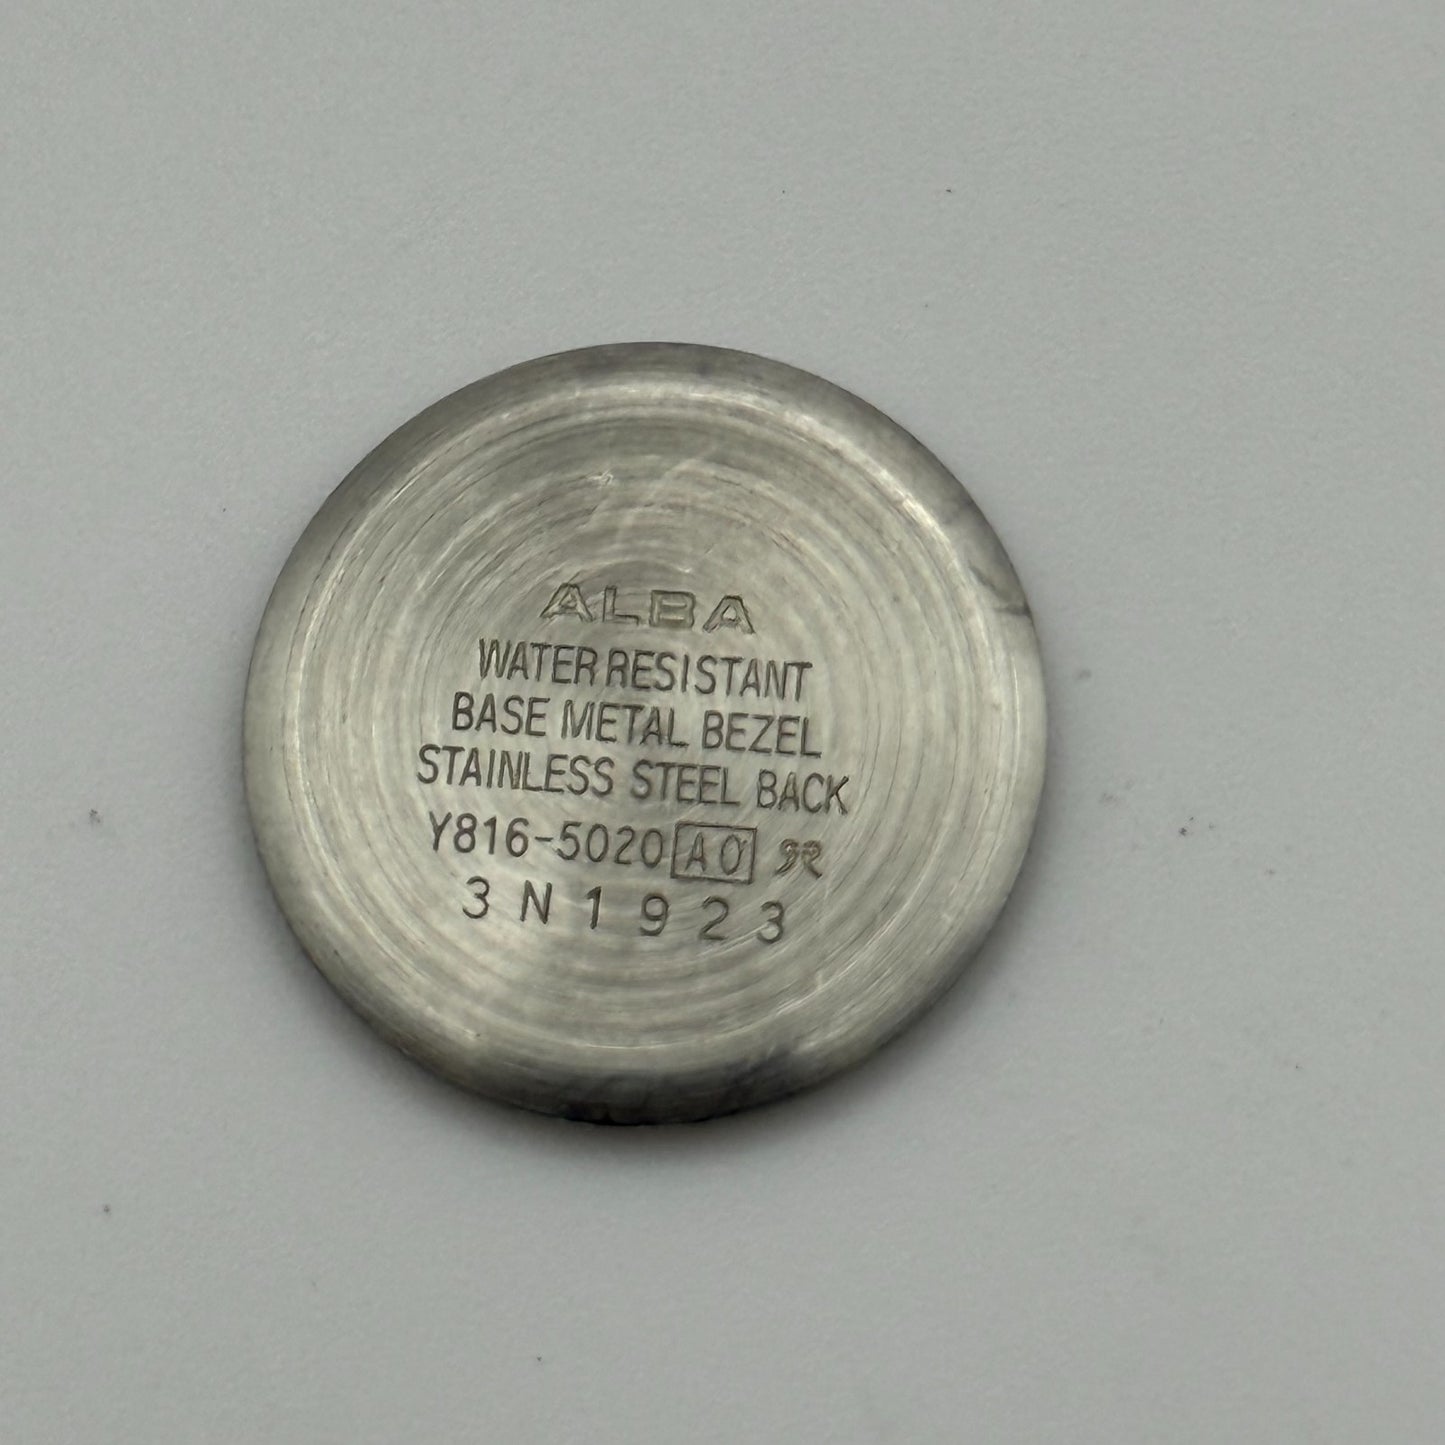 ALBA
WATER RESISTANT
BASE METAL BEZEL
STAINLESS STEEL BACK
Y816-5020 A0
3N1923